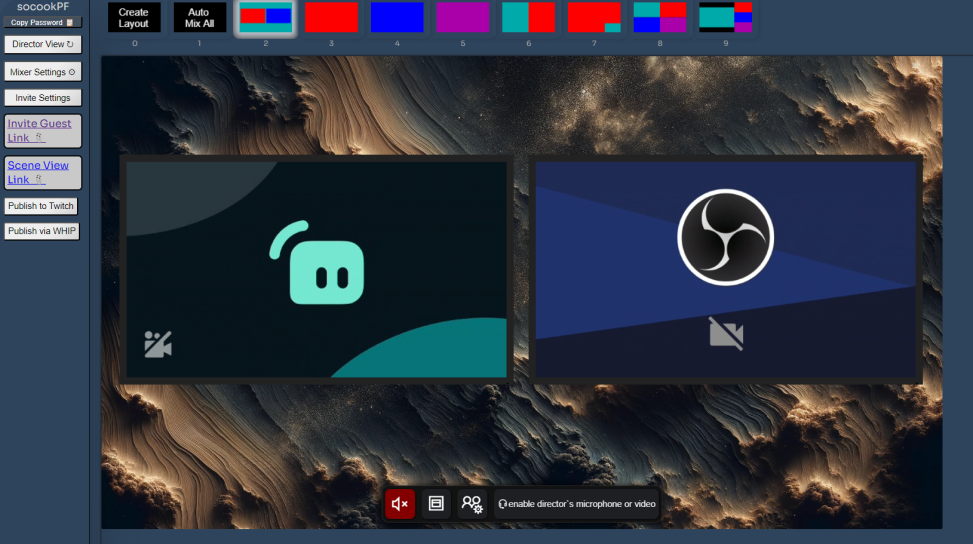 socookPF
Copy Password
Director View ↻
Mixer Settings ⚙
Invite Settings
Invite Guest
Link
Scene View
Link
Publish to Twitch
Publish via WHIP
Create
Layout
Auto
Mix All
0
1
2
3
4
5
6
7
8
9
enable director's microphone or video